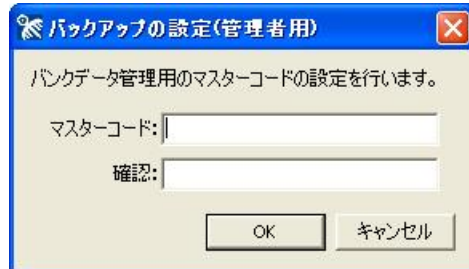 バックアップの設定(管理者用)
バンクデータ管理用のマスターコードの設定を行います。
マスターコード:
確認:
OK キャンセル